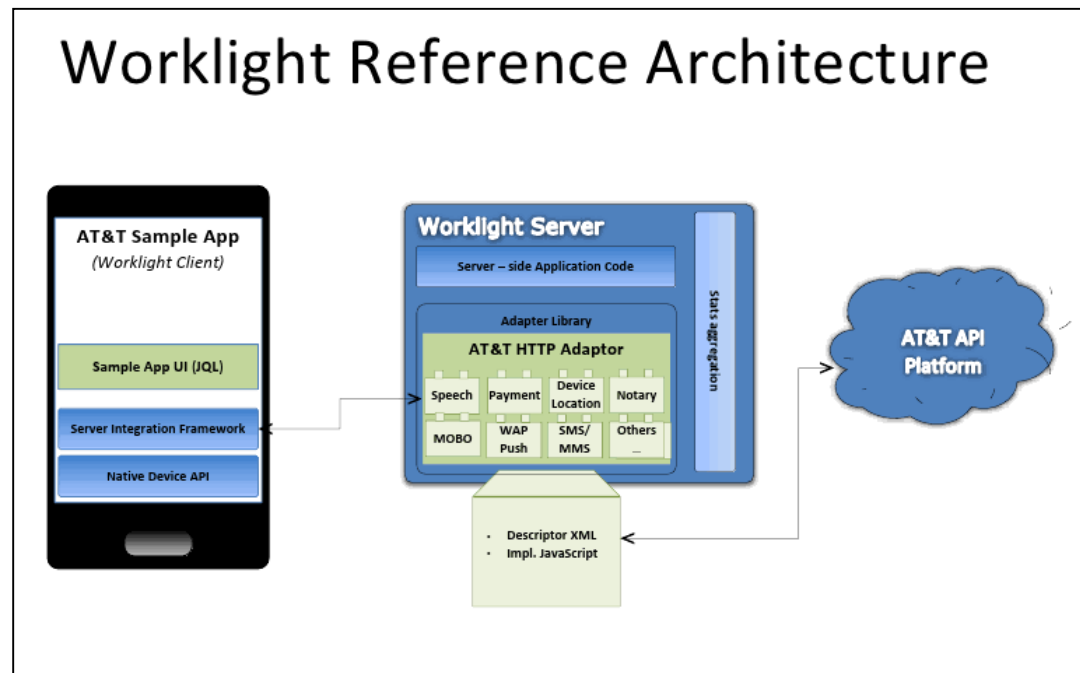 Worklight Reference Architecture
AT&T Sample App
(Worklight Client)
Sample App UI (JQL)
Server Integration Framework
Native Device API
Worklight Server
Server – side Application Code
Adapter Library
AT&T HTTP Adaptor
Speech
Payment
Device
Location
Notary
MOBO
WAP
Push
SMS/
MMS
Others
...
Stats aggregation
• Descriptor XML
• Impl. JavaScript
AT&T API
Platform